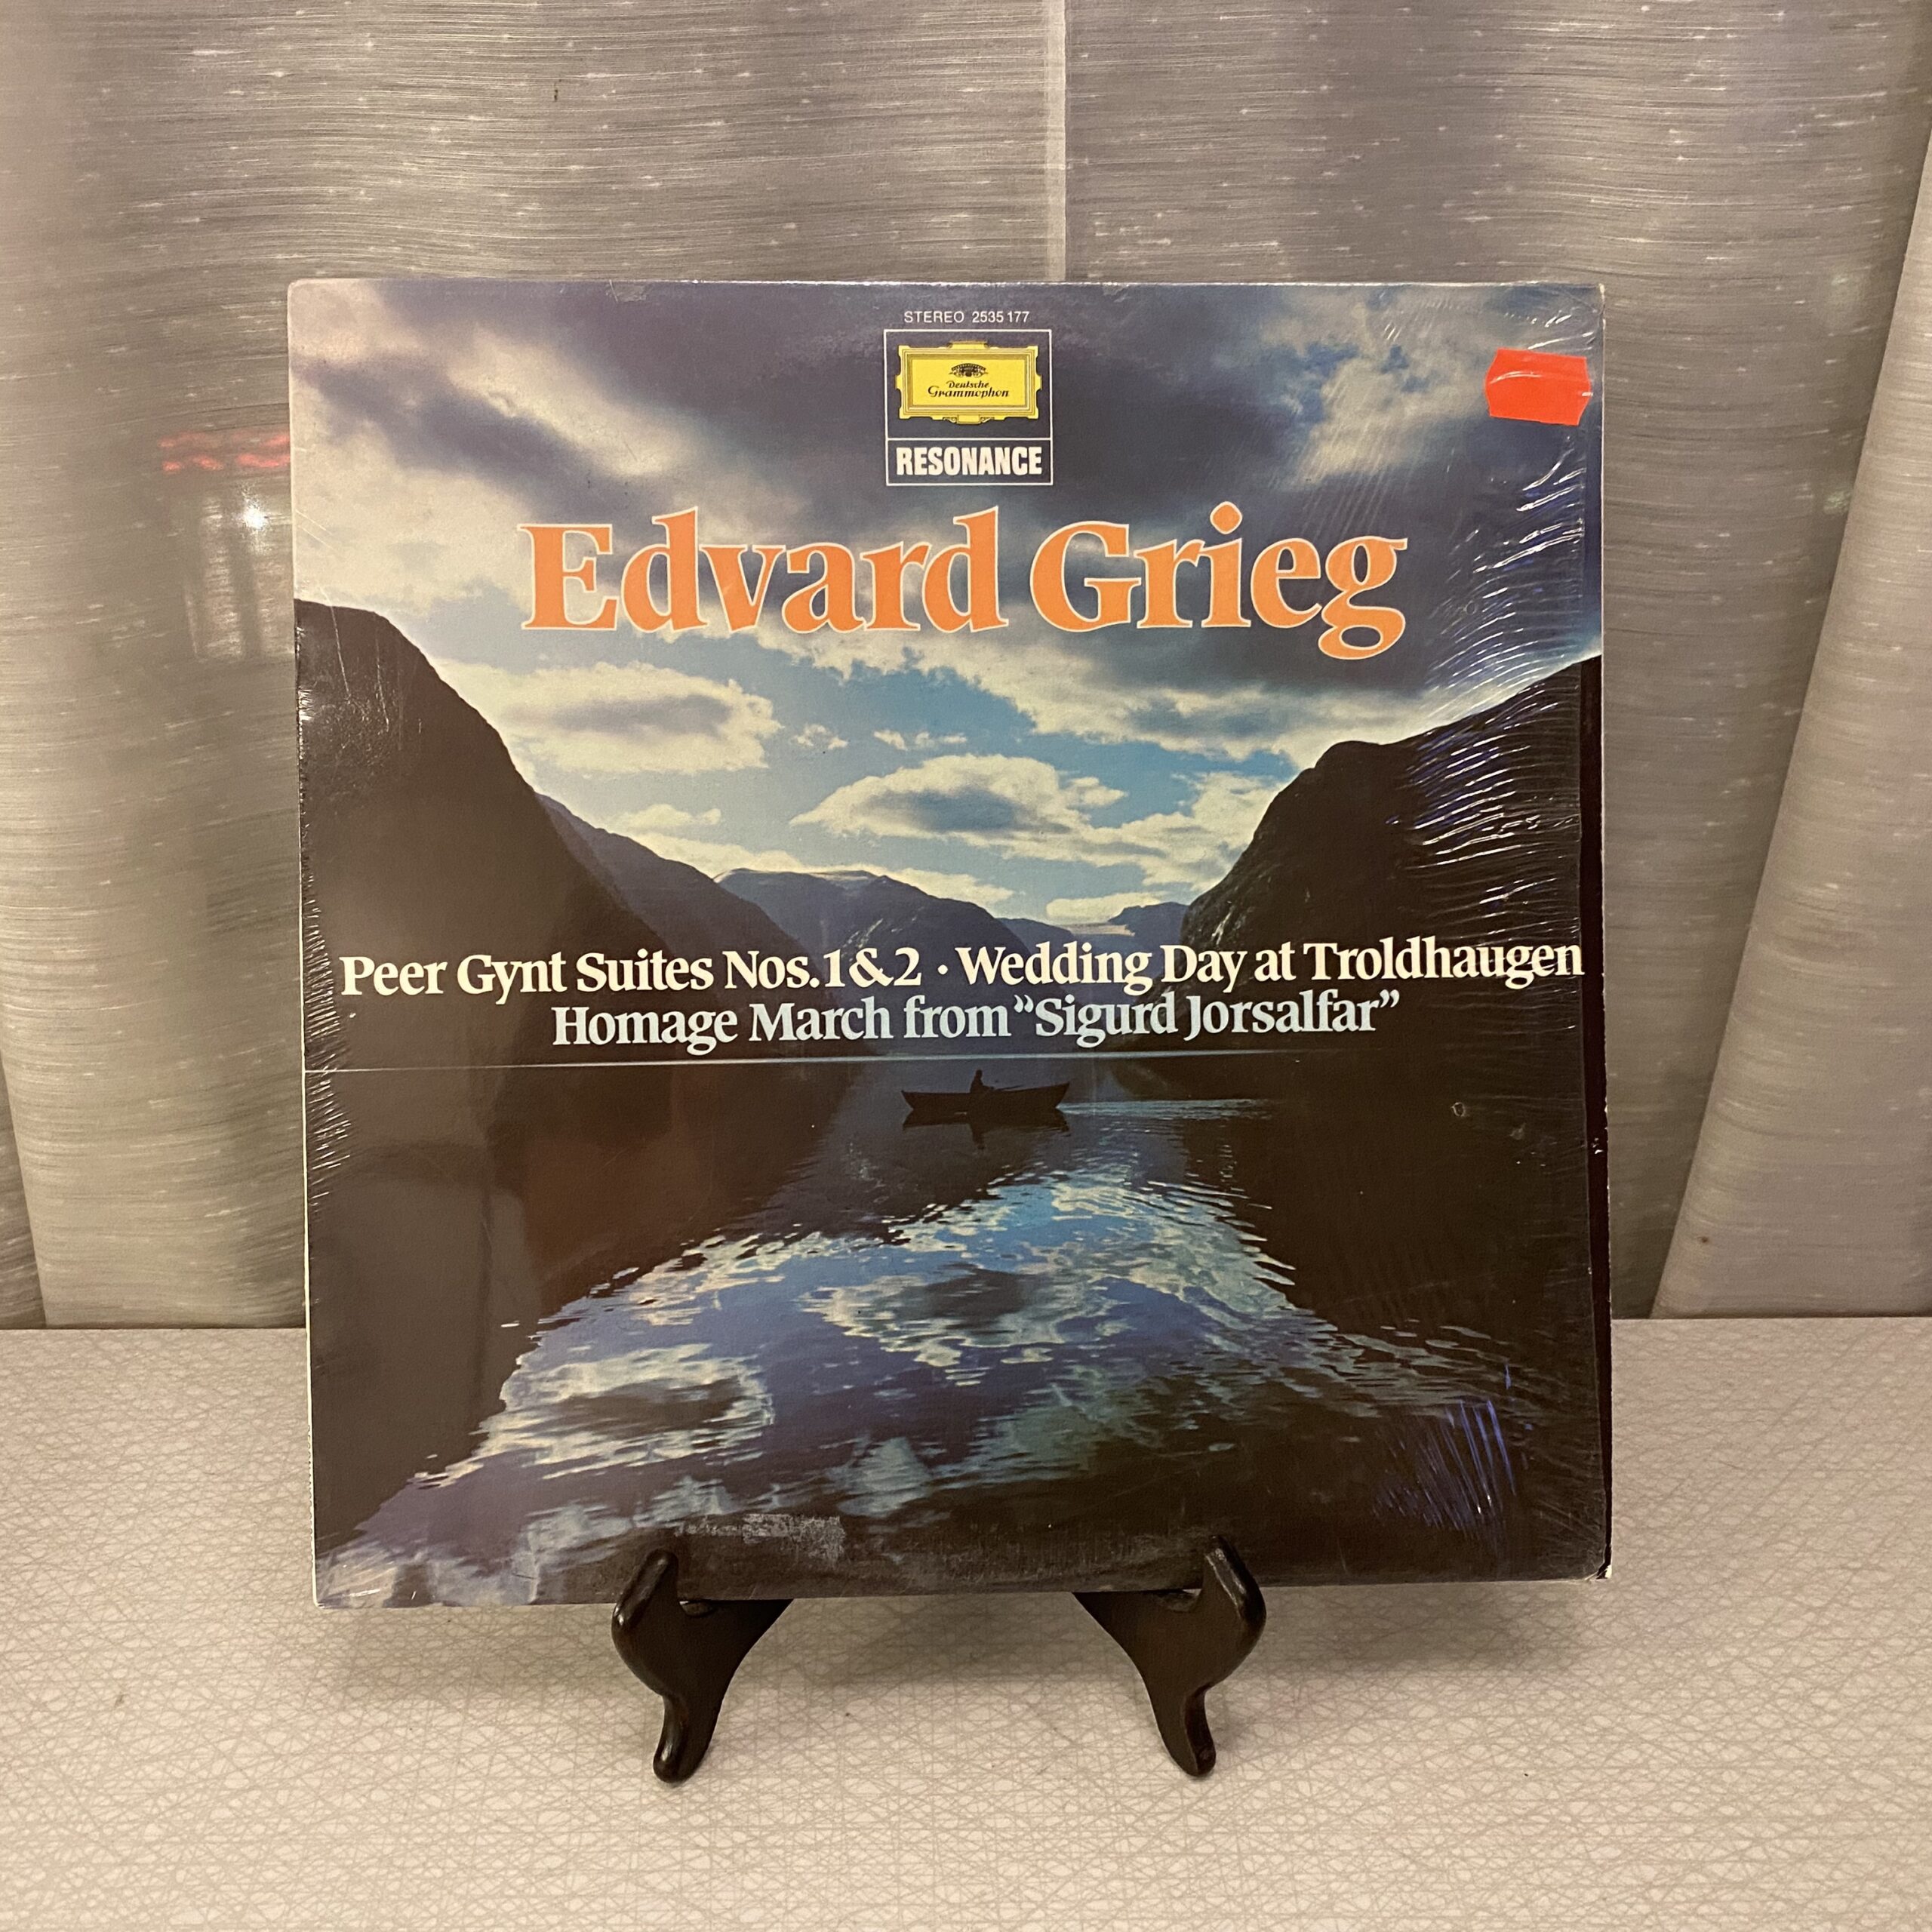 STEREO 2535 177
Deutsche
Grammophon
RESONANCE
Edvard Grieg
Peer Gynt Suites Nos. 1 & 2 · Wedding Day at Troldhaugen
Homage March from ”Sigurd Jorsalfar”